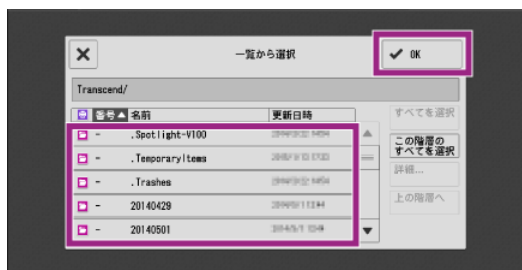 一覧から選択
OK
Transcend/
番号▲ 名前 更新日時
すべてを選択
- .Spotlight-V100
- .TemporaryItems
この階層の
すべてを選択
- .Trashes
詳細...
- 20140429
上の階層へ
- 20140501